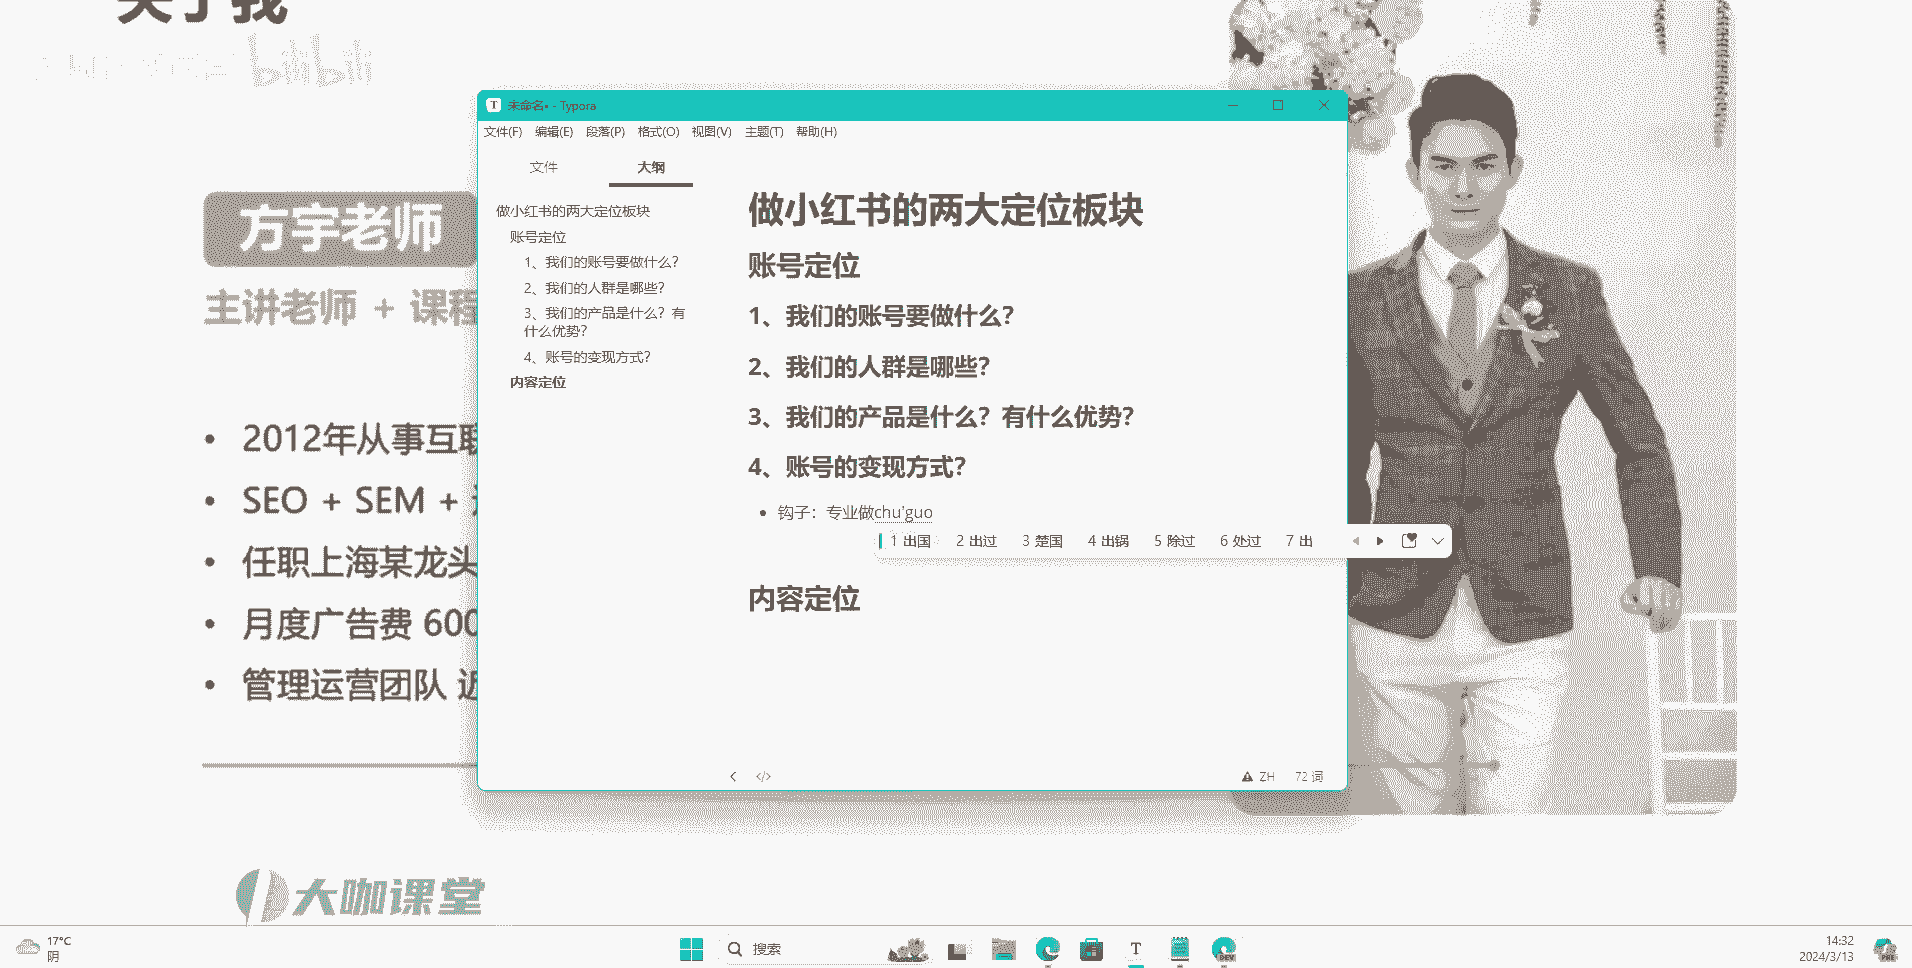 关于我
bilibili
方宇老师
主讲老师 + 课程
• 2012年从事互联
• SEO + SEM +
• 任职上海某龙头
• 月度广告费 600
• 管理运营团队 近
大咖课堂
未命名• - Typora
文件(F) 编辑(E) 段落(P) 格式(O) 视图(V) 主题(T) 帮助(H)
文件 大纲
做小红书的两大定位板块
账号定位
1、我们的账号要做什么？
2、我们的人群是哪些？
3、我们的产品是什么？有
什么优势？
4、账号的变现方式？
内容定位
做小红书的两大定位板块
账号定位
1、我们的账号要做什么？
2、我们的人群是哪些？
3、我们的产品是什么？有什么优势？
4、账号的变现方式？
• 钩子：专业做chu'guo
1 出国 2 出过 3 楚国 4 出锅 5 除过 6 处过 7 出
内容定位
ZH 72 词
17°C
阴
搜索
T
DEV
14:32
2024/3/13
PRE